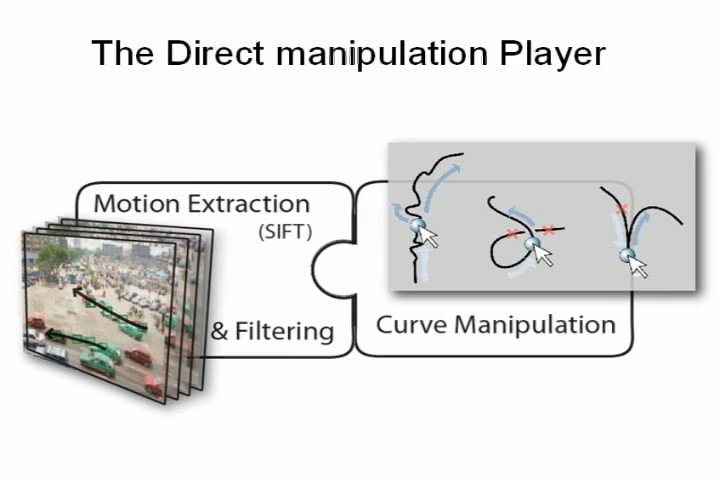 The Direct manipulation Player
Motion Extraction
(SIFT)
& Filtering
Curve Manipulation